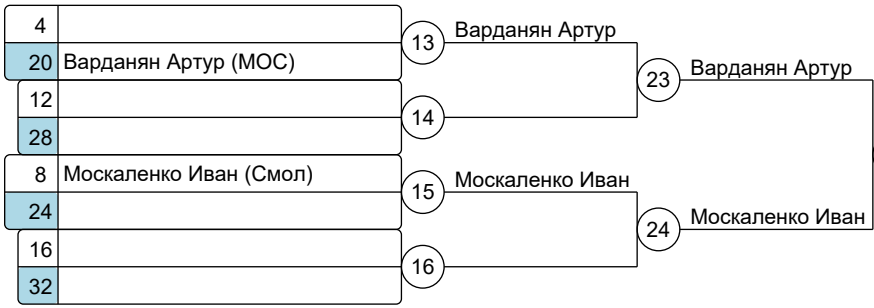 4
20 Варданян Артур (МОС)
12
28
8 Москаленко Иван (Смол)
24
16
32
13 Варданян Артур
14
15 Москаленко Иван
16
23 Варданян Артур
24 Москаленко Иван